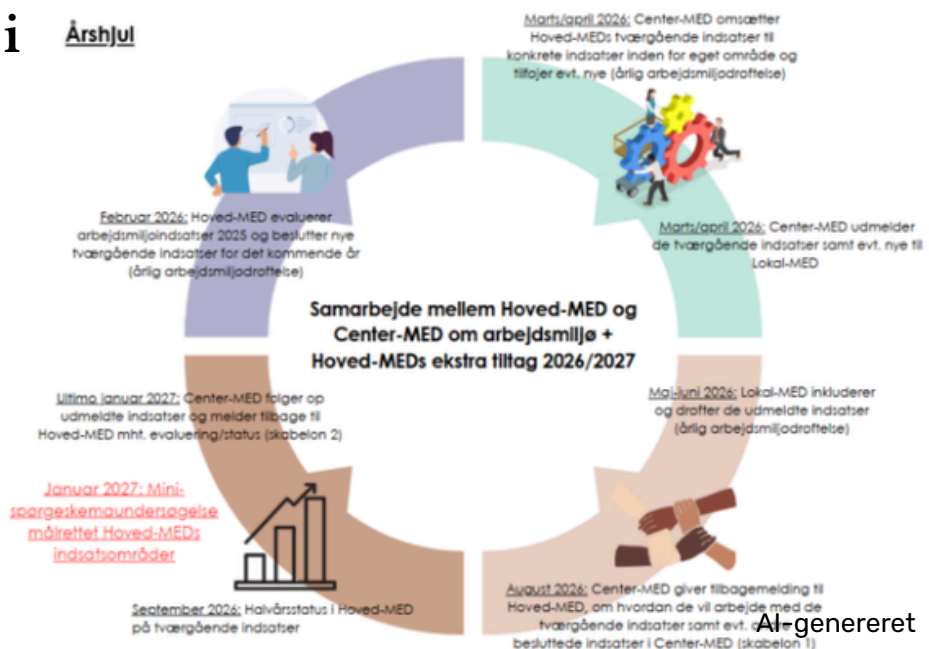 i
Årshjul
Marts/april 2026: Center-MED omsætter
Hoved-MEDs tværgående indsatser til
konkrete indsatser inden for eget område og
tilføjer evt. nye (årlig arbejdsmiljødrøftelse)
Februar 2026: Hoved-MED evaluerer
arbejdsmiljøindsatser 2025 og beslutter nye
tværgående indsatser for det kommende år
(årlig arbejdsmiljødrøftelse)
Marts/april 2026: Center-MED udmelder
de tværgående indsatser samt evt. nye til
Lokal-MED
Samarbejde mellem Hoved-MED og
Center-MED om arbejdsmiljø +
Hoved-MEDs ekstra tiltag 2026/2027
Ultimo januar 2027: Center-MED følger op
udmeldte indsatser og melder tilbage til
Hoved-MED mht. evaluering/status (skabelon 2)
Maj-juni 2026: Lokal-MED inkluderer
og drøfter de udmeldte indsatser
(årlig arbejdsmiljødrøftelse)
Januar 2027: Mini-
spørgeskemaundersøgelse
målrettet Hoved-MEDs
indsatsområder
September 2026: Halvårsstatus i Hoved-MED
på tværgående indsatser
August 2026: Center-MED giver tilbagemelding til
Hoved-MED, om hvordan de vil arbejde med de
tværgående indsatser samt evt.
besluttede indsatser i Center-MED (skabelon 1)
AI-genereret